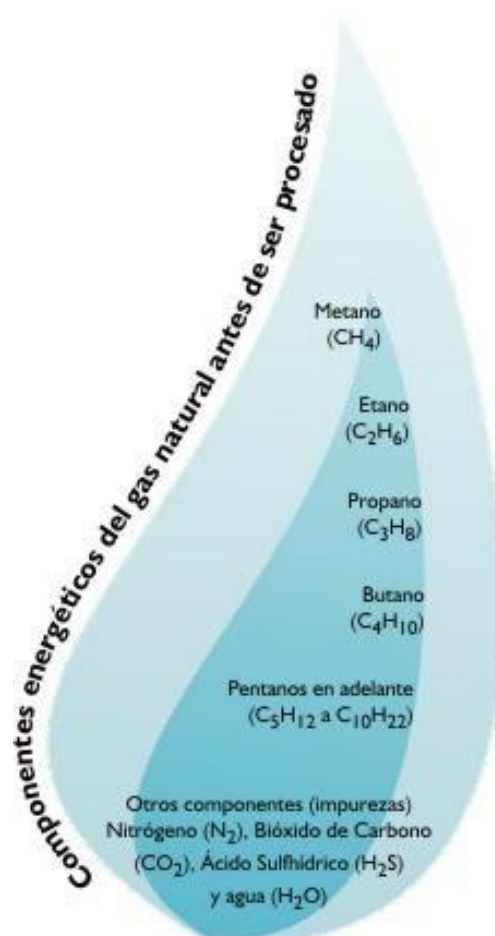 Componentes energéticos del gas natural antes de ser procesado
Metano
(CH₄)
Etano
(C₂H₆)
Propano
(C₃H₈)
Butano
(C₄H₁₀)
Pentanos en adelante
(C₅H₁₂ a C₁₀H₂₂)
Otros componentes (impurezas)
Nitrógeno (N₂), Bióxido de Carbono
(CO₂), Ácido Sulfhídrico (H₂S)
y agua (H₂O)